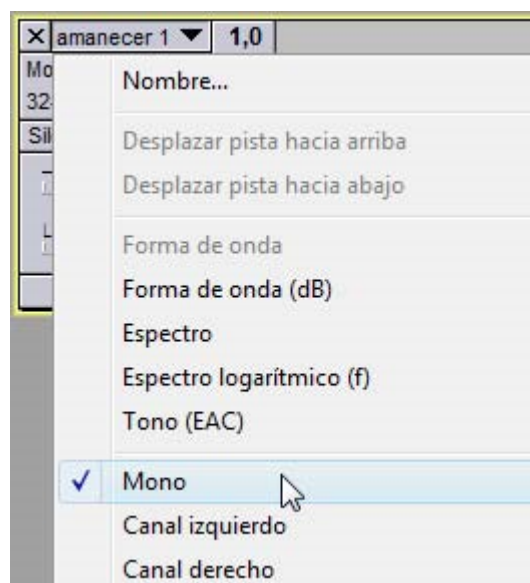 amanecer 1 1,0
Mo
32-
Sil
Nombre...
Desplazar pista hacia arriba
Desplazar pista hacia abajo
Forma de onda
Forma de onda (dB)
Espectro
Espectro logarítmico (f)
Tono (EAC)
Mono
Canal izquierdo
Canal derecho